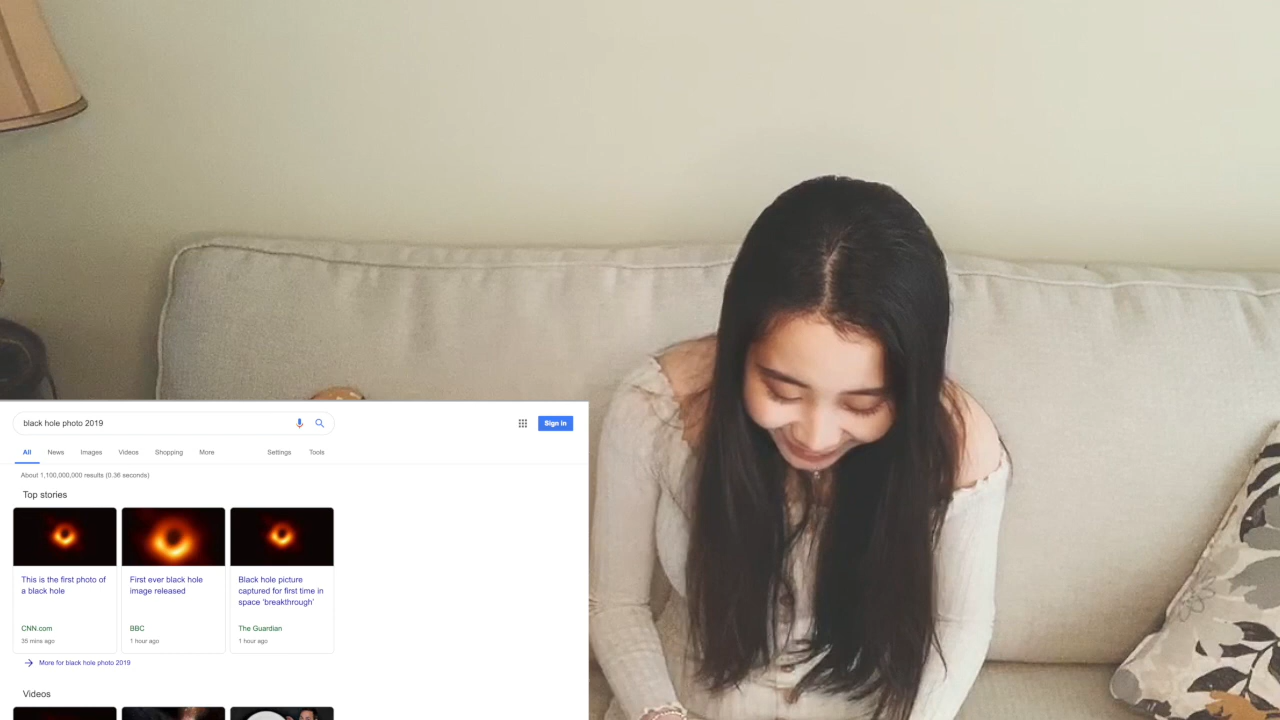 black hole photo 2019
Sign in
All News Images Videos Shopping More Settings Tools
About 1,100,000,000 results (0.36 seconds)
Top stories
This is the first photo of
a black hole
CNN.com
35 mins ago
First ever black hole
image released
BBC
1 hour ago
Black hole picture
captured for first time in
space ‘breakthrough’
The Guardian
1 hour ago
More for black hole photo 2019
Videos